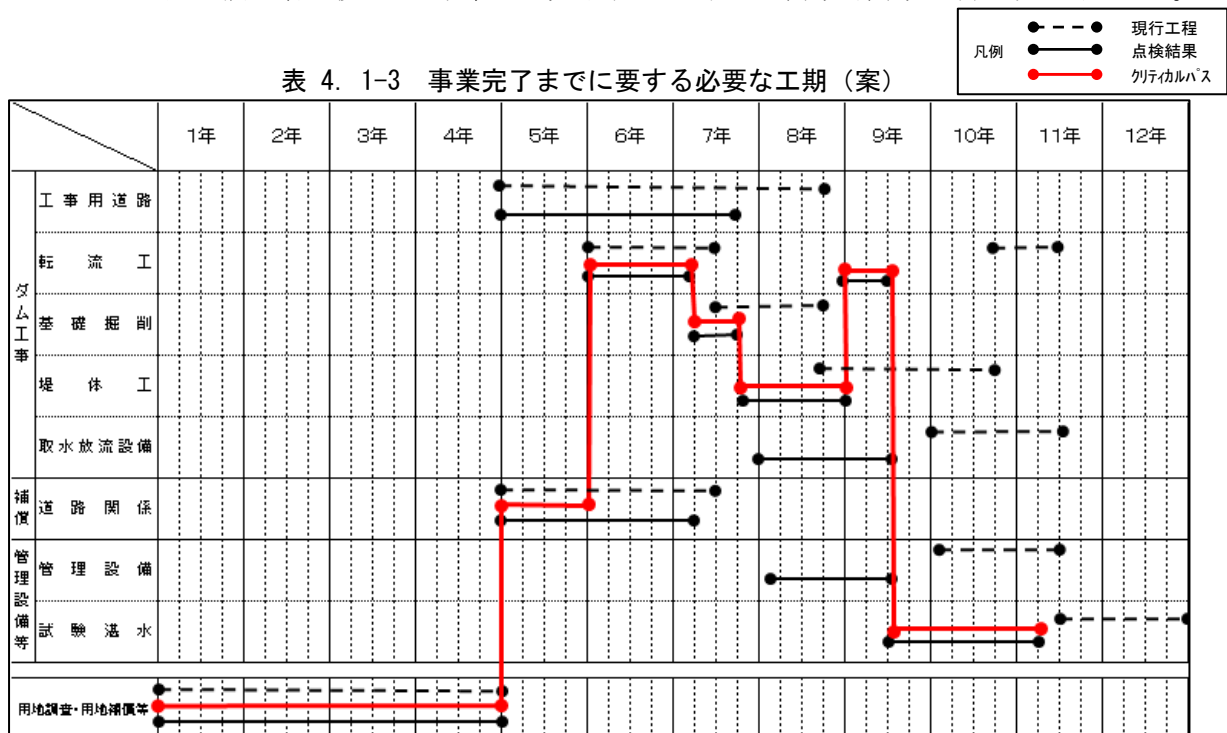 凡例
現行工程
点検結果
クリティカルパス
表 4. 1-3 事業完了までに要する必要な工期（案）
1年 2年 3年 4年 5年 6年 7年 8年 9年 10年 11年 12年
ダム工事
工事用道路
転流工
基礎掘削
堤体工
取水放流設備
補償
道路関係
管理設備等
管理設備
試験湛水
用地調査・用地補償等